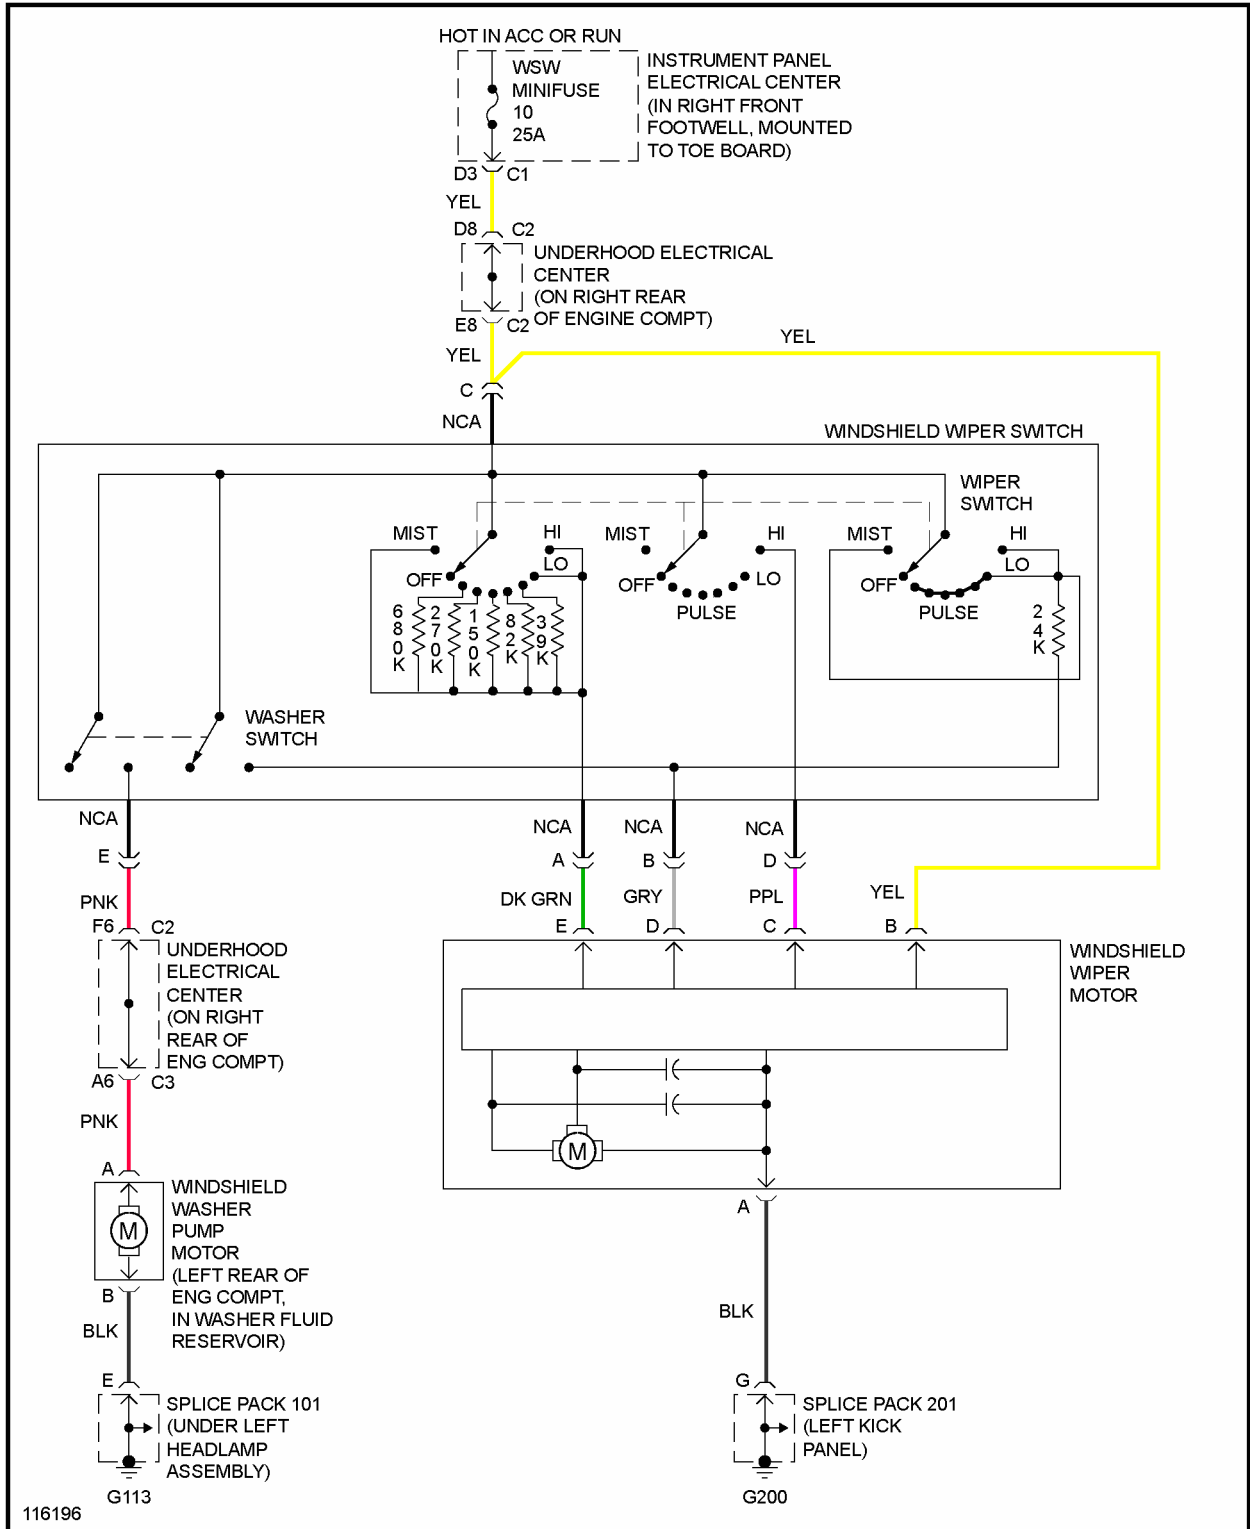 HOT IN ACC OR RUN
WSW
MINIFUSE
10
25A
INSTRUMENT PANEL
ELECTRICAL CENTER
(IN RIGHT FRONT
FOOTWELL, MOUNTED
TO TOE BOARD)
D3 C1
YEL
D8 C2
UNDERHOOD ELECTRICAL
CENTER
(ON RIGHT REAR
OF ENGINE COMPT)
E8 C2
YEL
YEL
C
NCA
WINDSHIELD WIPER SWITCH
WIPER
SWITCH
MIST
HI
LO
OFF
680K
270K
150K
82K
39K
MIST
HI
LO
OFF
PULSE
MIST
HI
LO
OFF
PULSE
24K
WASHER
SWITCH
NCA
E
PNK
F6 C2
UNDERHOOD
ELECTRICAL
CENTER
(ON RIGHT
REAR OF
ENG COMPT)
A6 C3
PNK
A
M
WINDSHIELD
WASHER
PUMP
MOTOR
(LEFT REAR OF
ENG COMPT,
IN WASHER FLUID
RESERVOIR)
B
BLK
E
SPLICE PACK 101
(UNDER LEFT
HEADLAMP
ASSEMBLY)
G113
NCA NCA NCA
A B D
DK GRN GRY PPL YEL
E D C B
WINDSHIELD
WIPER
MOTOR
M
A
BLK
G
SPLICE PACK 201
(LEFT KICK
PANEL)
G200
116196